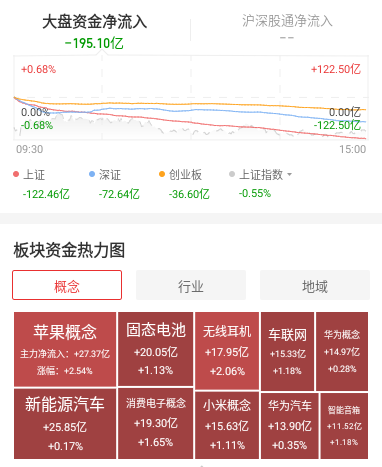 大盘资金净流入
沪深股通净流入
-195.10亿
--
+0.68%
+122.50亿
0.00%
0.00亿
-0.68%
-122.50亿
09:30
15:00
上证
深证
创业板
上证指数
-122.46亿
-72.64亿
-36.60亿
-0.55%
板块资金热力图
概念
行业
地域
苹果概念
主力净流入：+27.37亿
涨幅：+2.54%
固态电池
+20.05亿
+1.13%
无线耳机
+17.95亿
+2.06%
车联网
+15.33亿
+1.18%
华为概念
+14.97亿
+0.28%
新能源汽车
+25.85亿
+0.17%
消费电子概念
+19.30亿
+1.65%
小米概念
+15.63亿
+1.11%
华为汽车
+13.90亿
+0.35%
智能音箱
+11.52亿
+1.18%